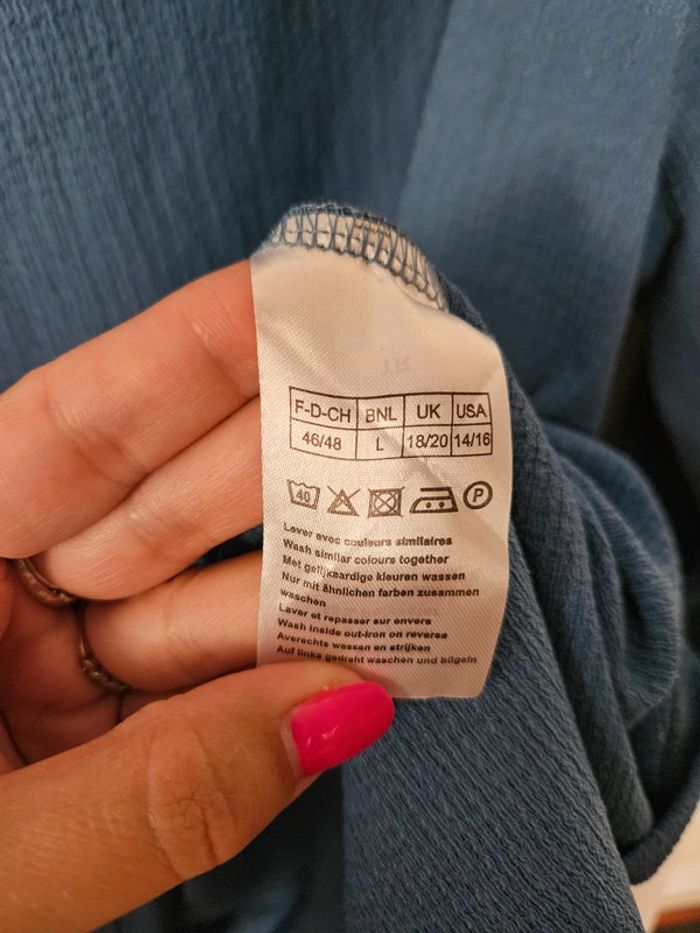 F-D-CH BNL UK USA
46/48 L 18/20 14/16
40 P
Laver avec couleurs similaires
Wash similar colours together
Met gelijkaardige kleuren wassen
Nur mit ähnlichen farben zusammen
waschen
Laver et repasser sur envers
Wash inside out-iron on reverse
Averechts wassen en strijken
Auf links gedreht waschen und bügeln